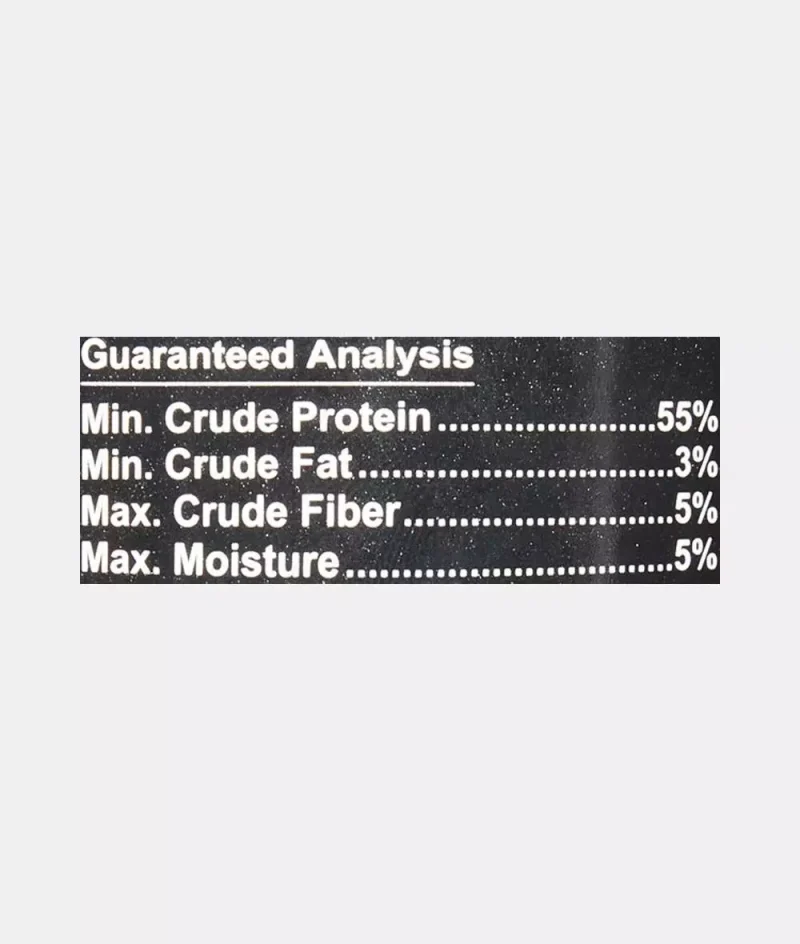 Guaranteed Analysis
Min. Crude Protein....................55%
Min. Crude Fat.............................3%
Max. Crude Fiber.........................5%
Max. Moisture..............................5%